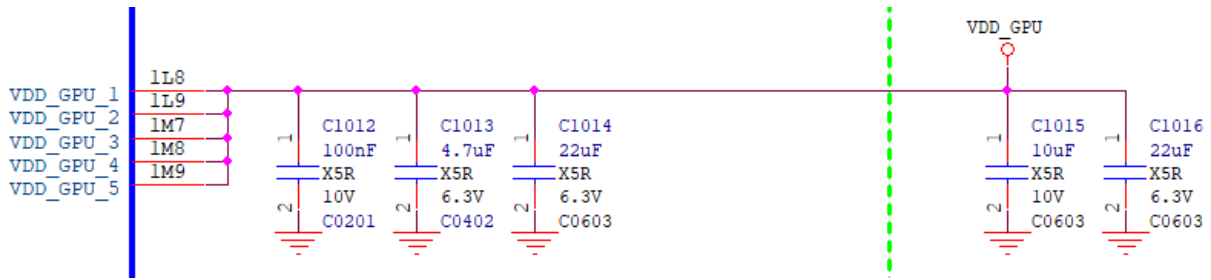 VDD_GPU
VDD_GPU_1 1L8
VDD_GPU_2 1L9
VDD_GPU_3 1M7
VDD_GPU_4 1M8
VDD_GPU_5 1M9
1
2
C1012
100nF
X5R
10V
C0201
1
2
C1013
4.7uF
X5R
6.3V
C0402
1
2
C1014
22uF
X5R
6.3V
C0603
1
2
C1015
10uF
X5R
6.3V
C0603
1
2
C1016
22uF
X5R
6.3V
C0603